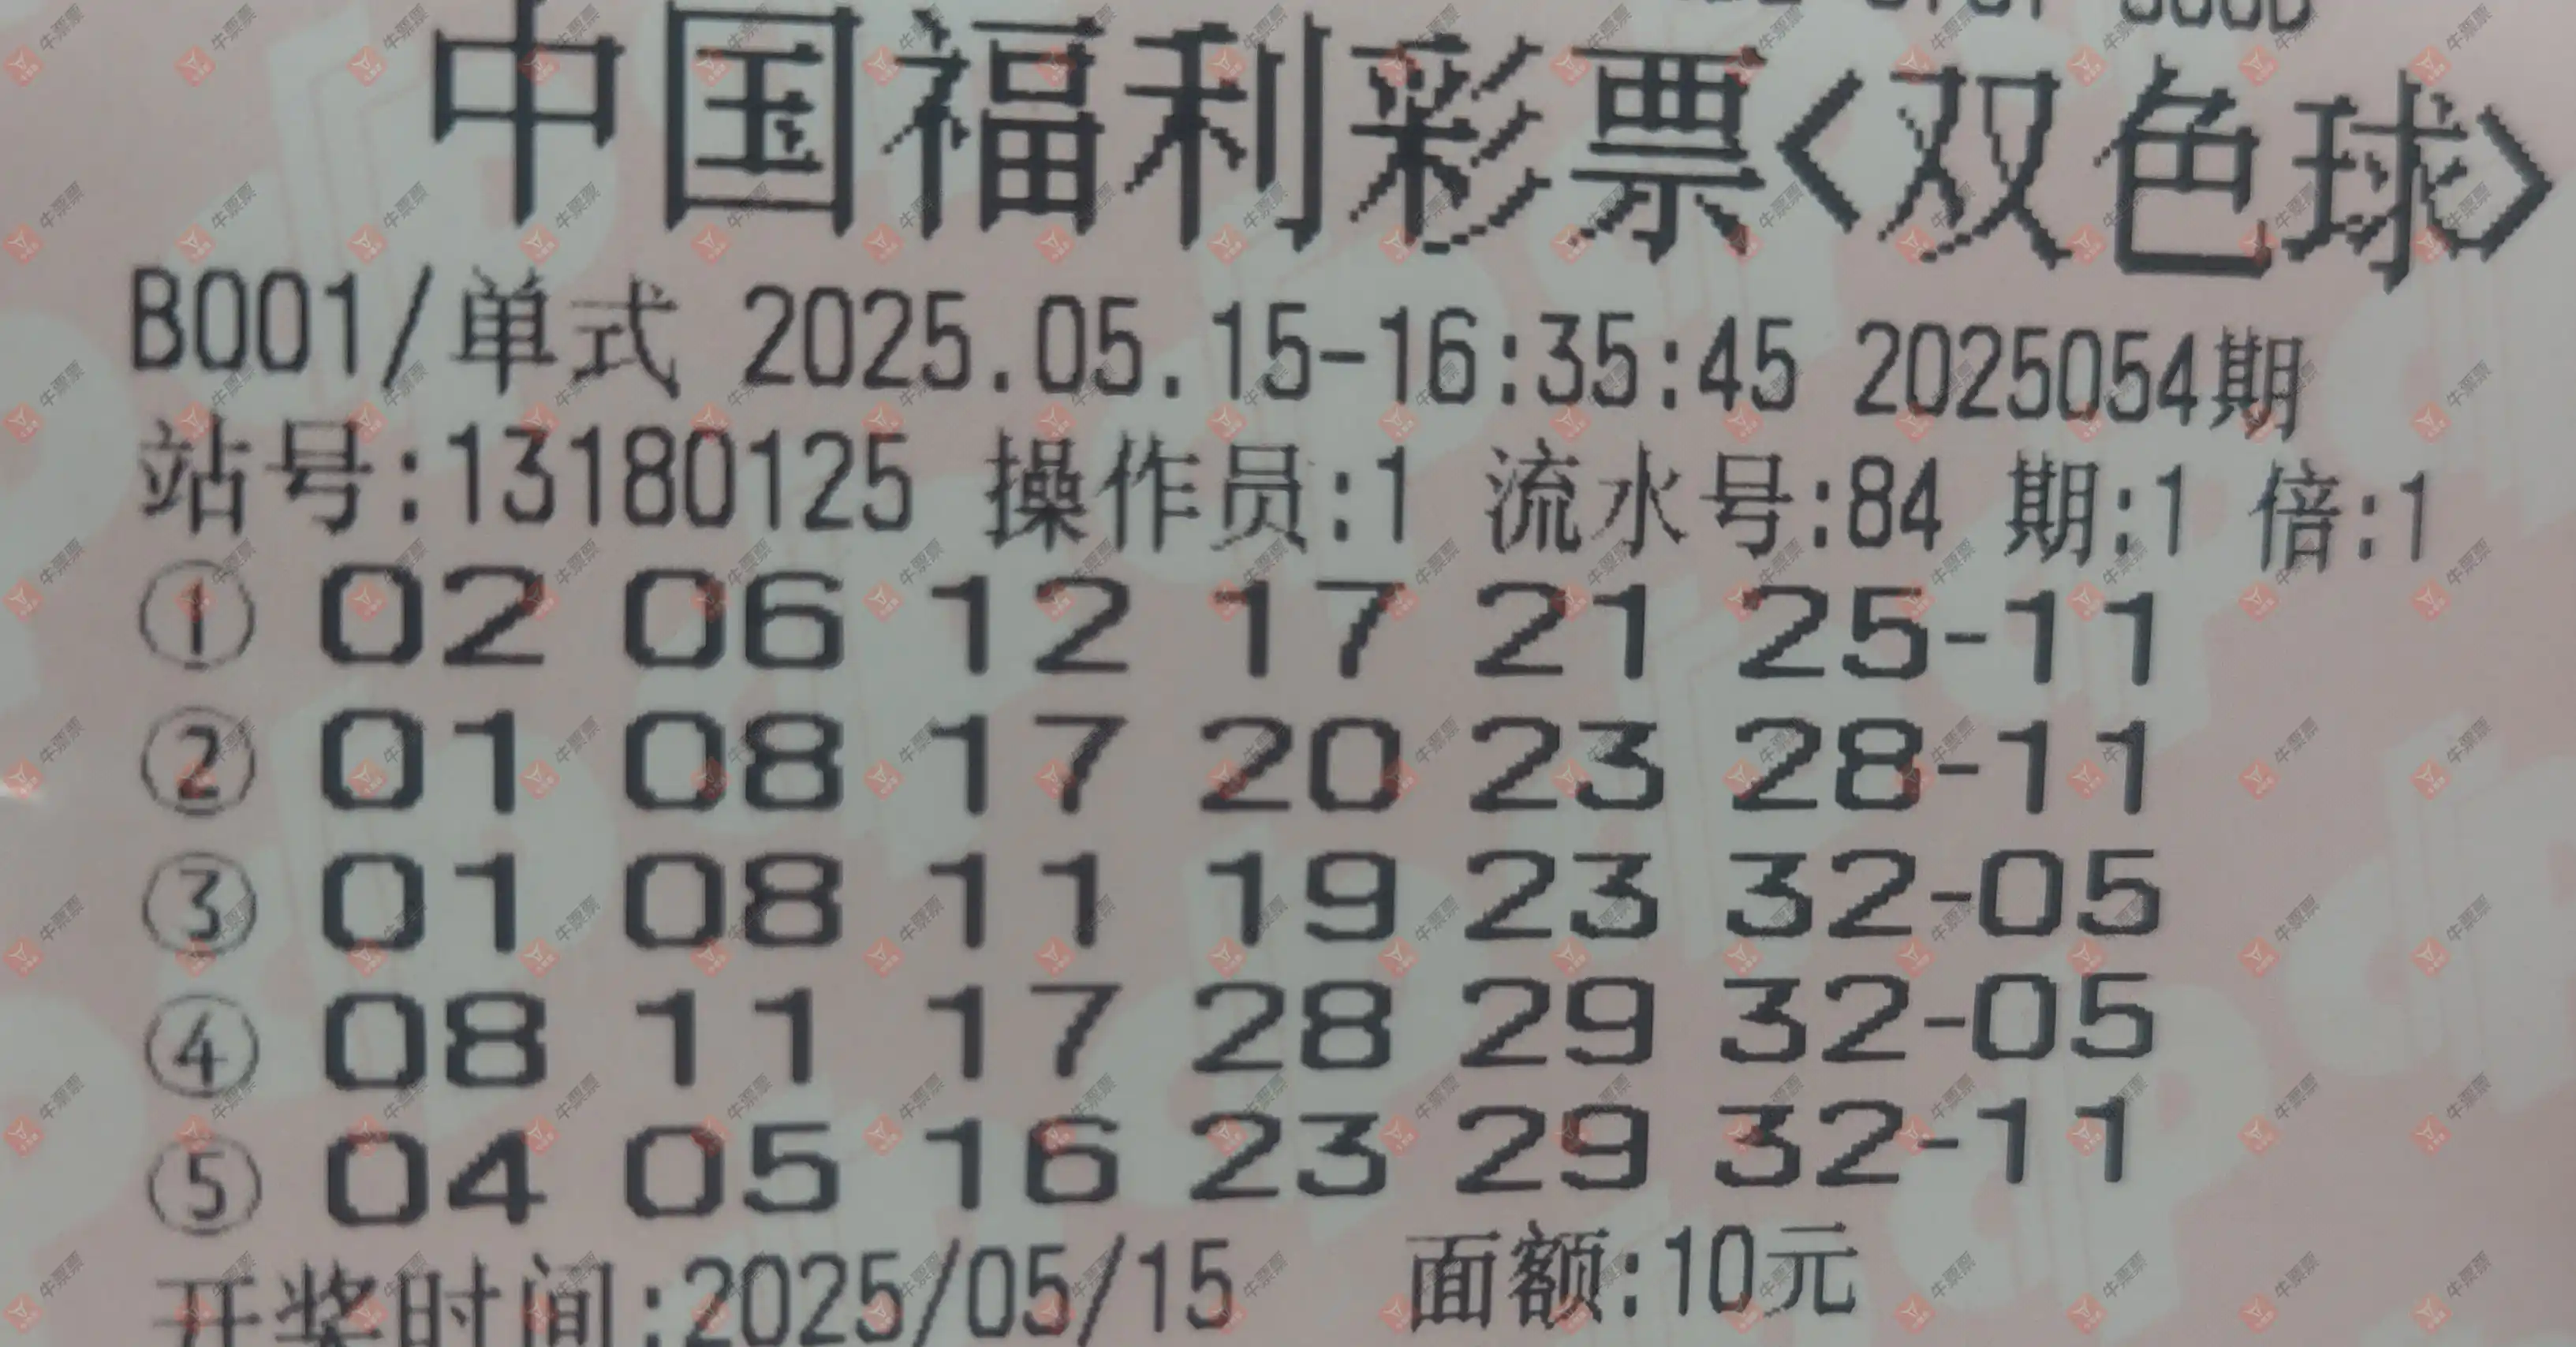 中国福利彩票<双色球>
B001/单式 2025.05.15-16:35:45 2025054期
站号:13180125 操作员:1 流水号:84 期:1 倍:1
① 02 06 12 17 21 25-11
② 01 08 17 20 23 28-11
③ 01 08 11 19 23 32-05
④ 08 11 17 28 29 32-05
⑤ 04 05 16 23 29 32-11
开奖时间:2025/05/15 面额:10元
牛票票